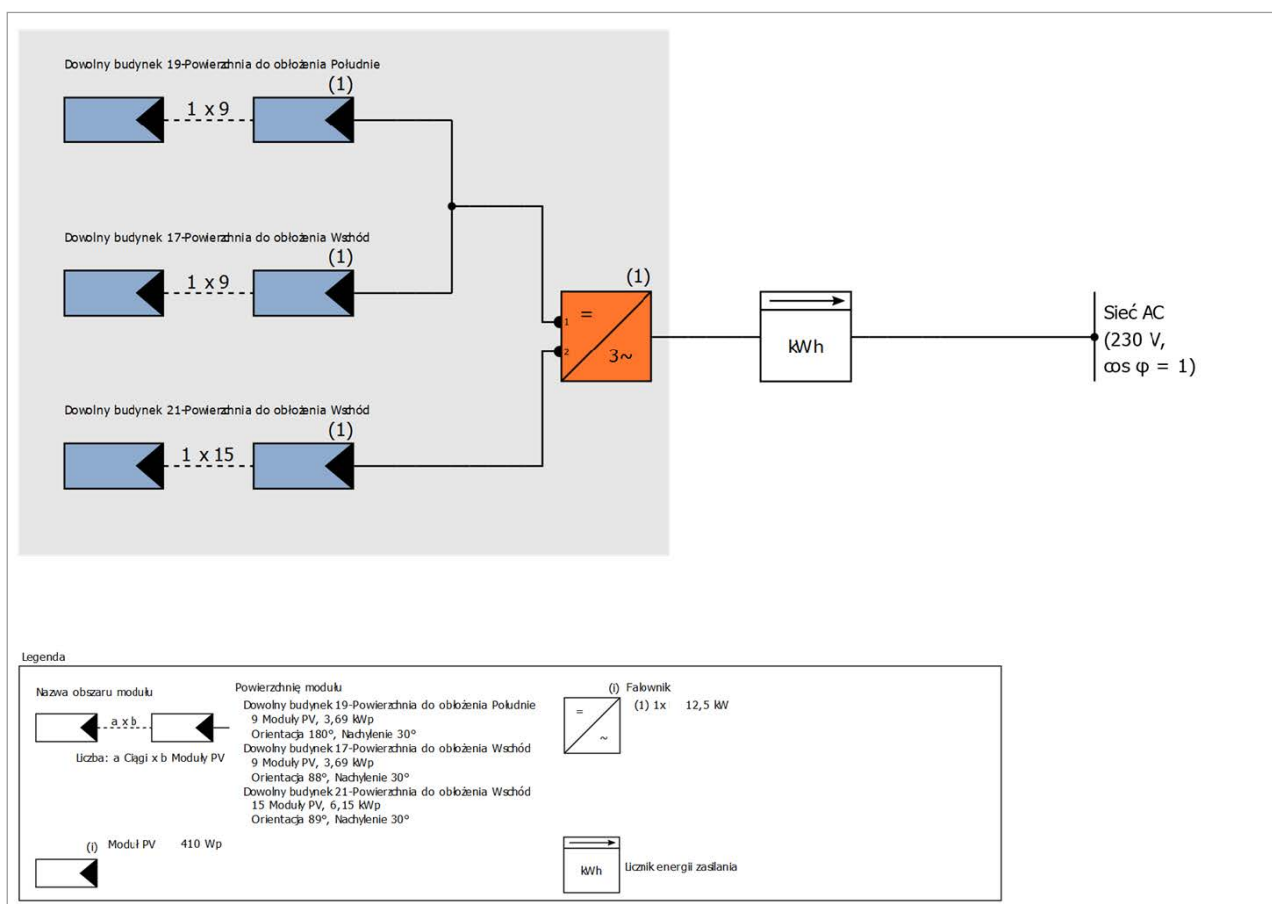 Dowolny budynek 19-Powierzchnia do obłożenia Południe
(1)
1 x 9
Dowolny budynek 17-Powierzchnia do obłożenia Wschód
(1)
1 x 9
(1)
=
1
2
3~
kWh
Sieć AC
(230 V,
cos φ = 1)
Dowolny budynek 21-Powierzchnia do obłożenia Wschód
(1)
1 x 15
Legenda
Nazwa obszaru modułu
a x b
Liczba: a Ciągi x b Moduły PV
Powierzchnię modułu
Dowolny budynek 19-Powierzchnia do obłożenia Południe
9 Moduły PV, 3,69 kWp
Orientacja 180°, Nachylenie 30°
Dowolny budynek 17-Powierzchnia do obłożenia Wschód
9 Moduły PV, 3,69 kWp
Orientacja 88°, Nachylenie 30°
Dowolny budynek 21-Powierzchnia do obłożenia Wschód
15 Moduły PV, 6,15 kWp
Orientacja 89°, Nachylenie 30°
(i) Falownik
(1) 1x 12,5 kW
=
~
(i) Moduł PV 410 Wp
kWh
Licznik energii zasilania